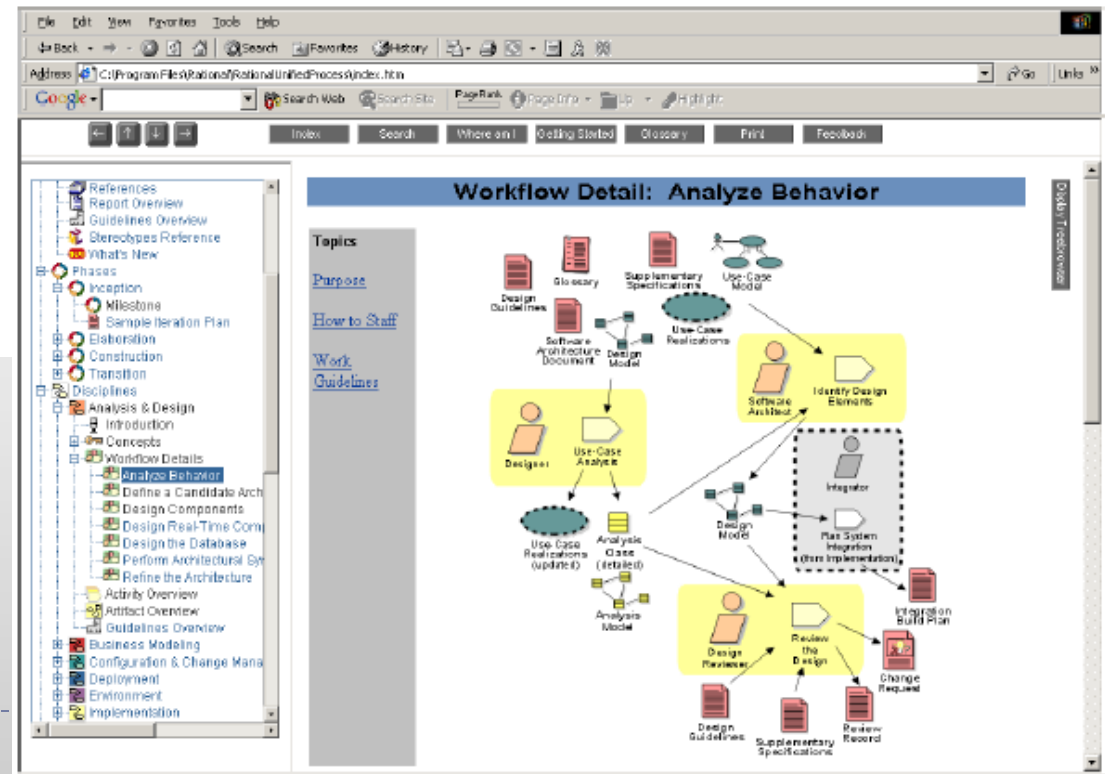 File Edit View Favorites Tools Help
Back Search Favorites History
Address C:\Program Files\Rational\RationalUnifiedProcess\index.htm Go Links »
Google Search Web Search Site PageRank Page Info Up Highlight
Index Search Where am I Getting Started Glossary Print Feedback
References
Report Overview
Guidelines Overview
Stereotypes Reference
What's New
Phases
Inception
Milestone
Sample Iteration Plan
Elaboration
Construction
Transition
Disciplines
Analysis & Design
Introduction
Concepts
Workflow Details
Analyze Behavior
Define a Candidate Arch
Design Components
Design Real-Time Comp
Design the Database
Perform Architectural Syn
Refine the Architecture
Activity Overview
Artifact Overview
Guidelines Overview
Business Modeling
Configuration & Change Mana
Deployment
Environment
Implementation
Workflow Detail: Analyze Behavior
Display Treebrowser
Topics
Purpose
How to Staff
Work
Guidelines
Design
Guidelines
Glossary
Supplementary
Specifications
Use-Case
Model
Software
Architecture
Document
Design
Model
Use-Case
Realizations
Software
Architect
Identify Design
Elements
Designer
Use-Case
Analysis
Integrator
Plan System
Integration
(from Implementation)
Design
Model
Use-Case
Realizations
(updated)
Analysis
Class
(detailed)
Analysis
Model
Integration
Build Plan
Design
Reviewer
Review
the
Design
Change
Request
Design
Guidelines
Supplementary
Specifications
Review
Record